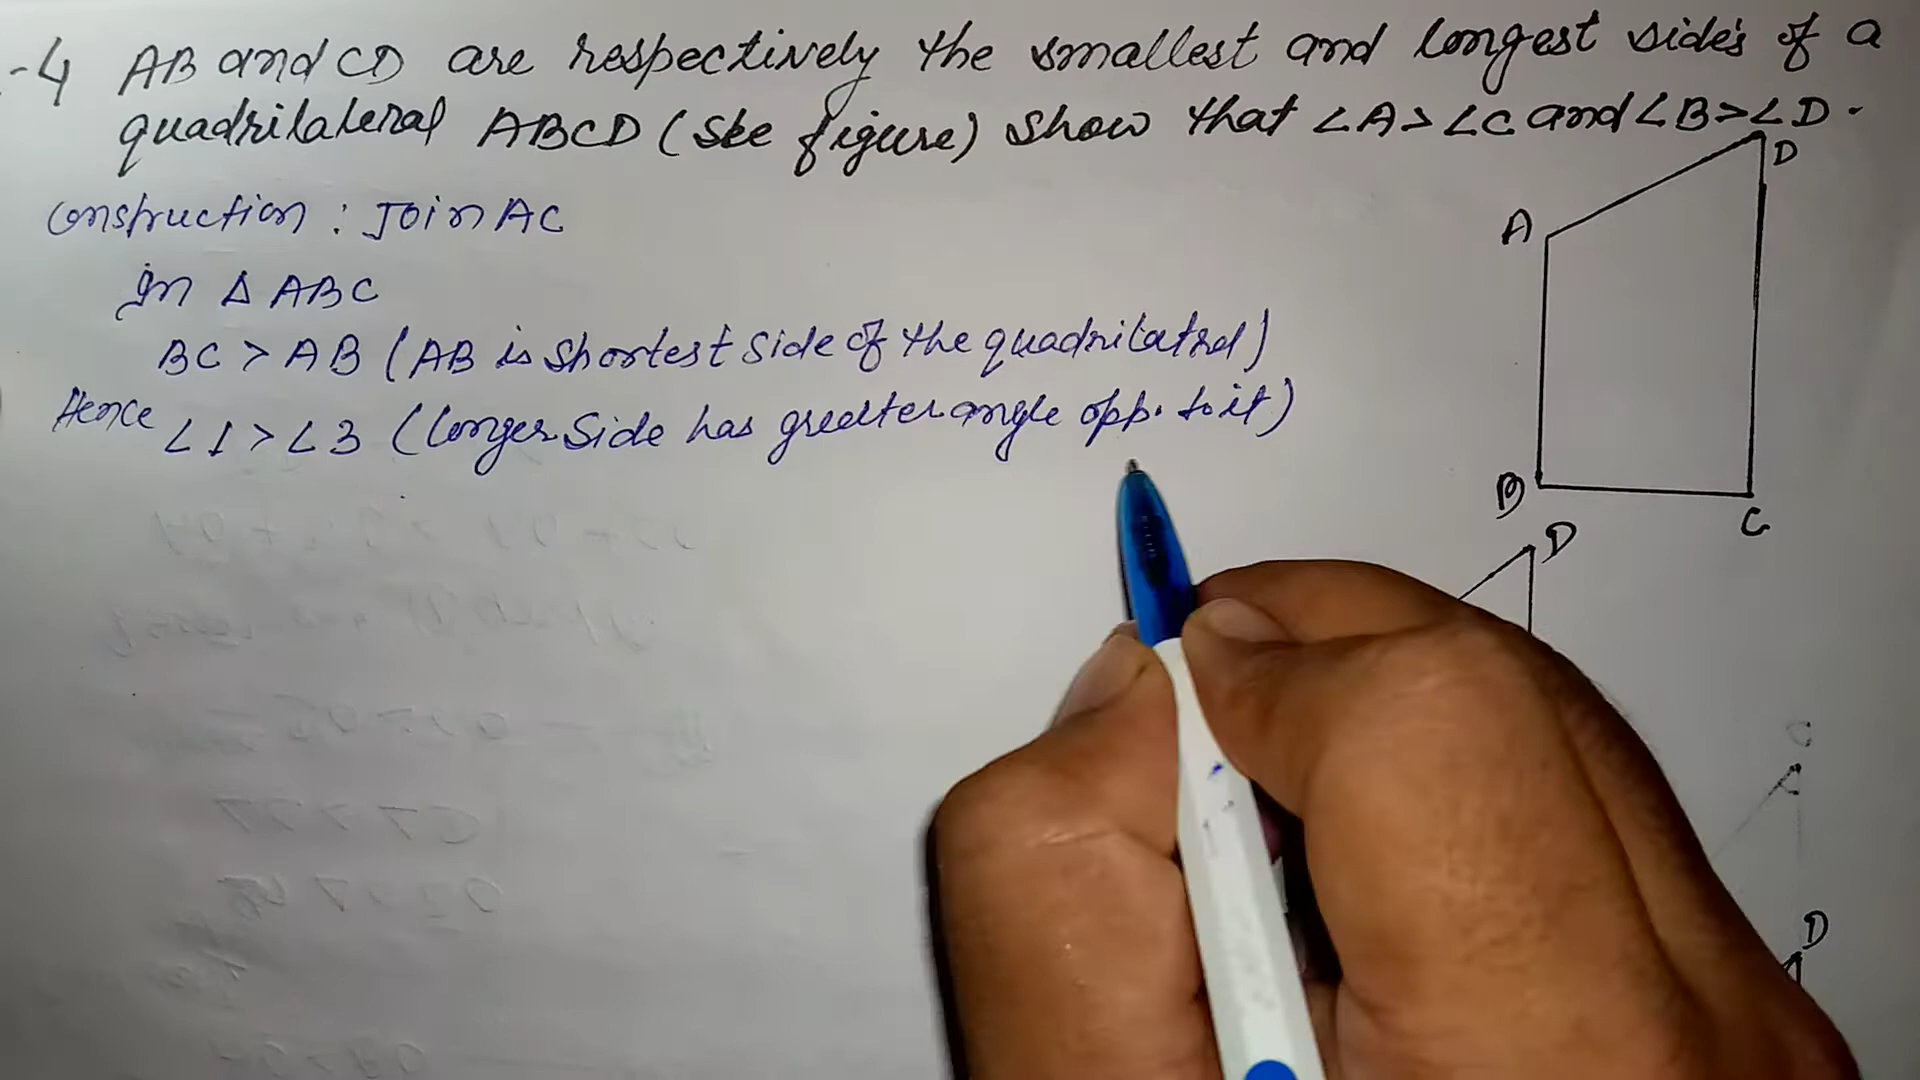 -4 AB and CD are respectively the smallest and longest sides of a
quadrilateral ABCD (See figure) show that ∠A>∠C and ∠B>∠D.
D
Construction : Join AC
A
In Δ ABC
BC > AB (AB is shortest side of the quadrilatral)
Hence ∠1 > ∠3 (longer side has greater angle opp. to it)
B
C
D
D